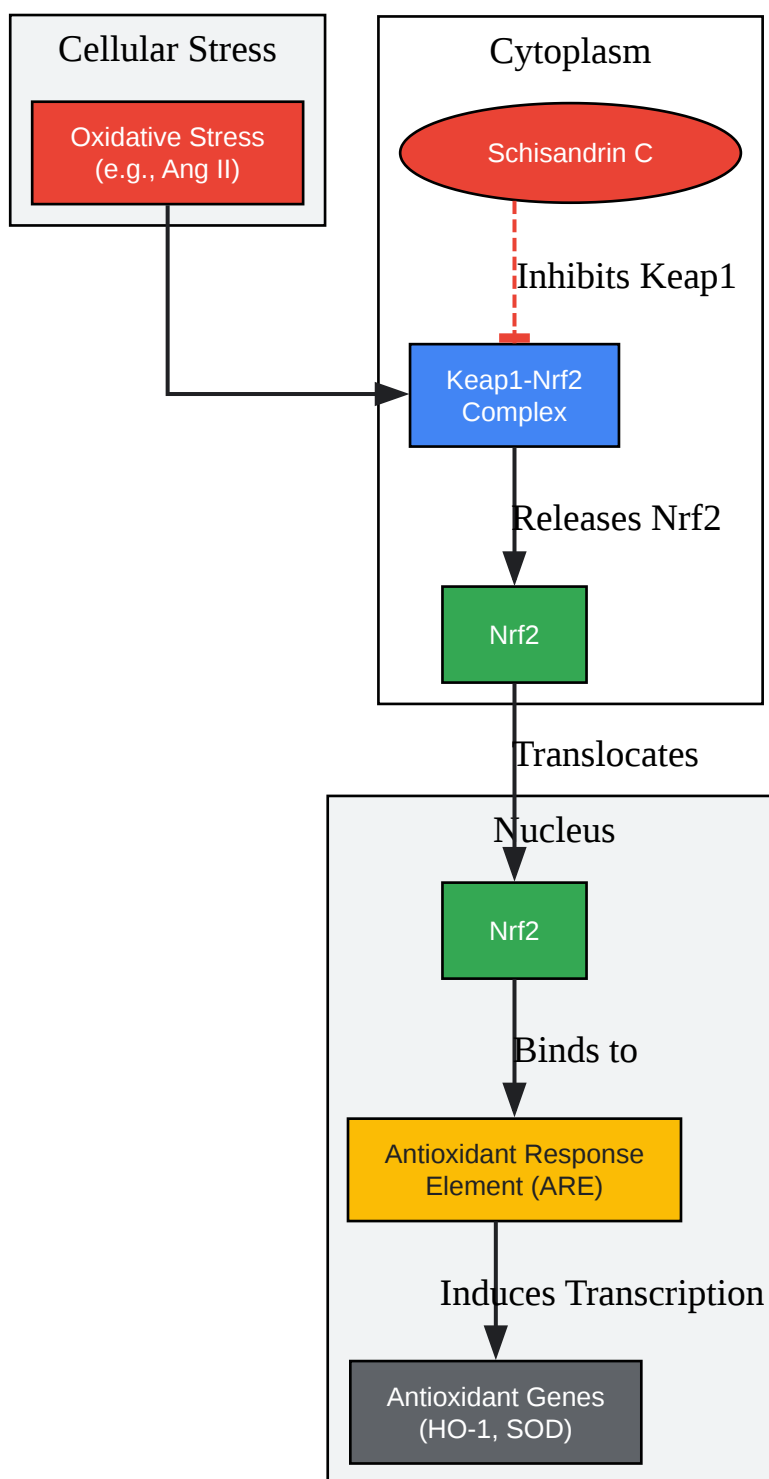 Cellular Stress
Oxidative Stress
(e.g., Ang II)
Cytoplasm
Schisandrin C
Inhibits Keap1
Keap1-Nrf2
Complex
Releases Nrf2
Nrf2
Translocates
Nucleus
Nrf2
Binds to
Antioxidant Response
Element (ARE)
Induces Transcription
Antioxidant Genes
(HO-1, SOD)